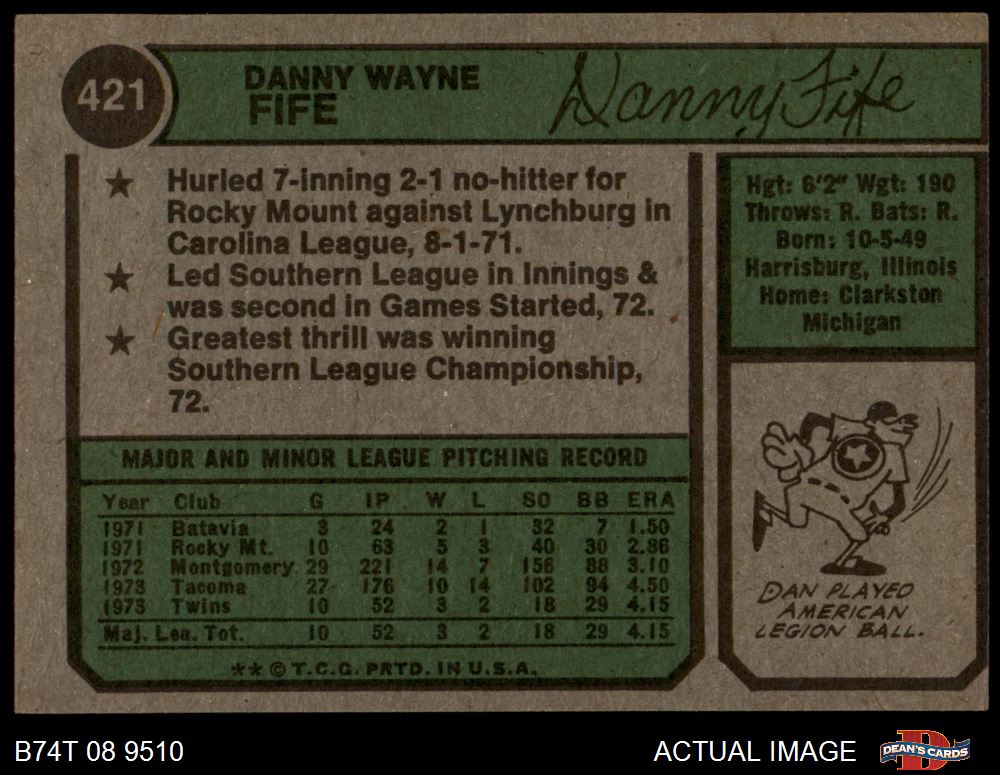 421
DANNY WAYNE
FIFE
Danny Fife
★ Hurled 7-inning 2-1 no-hitter for
Rocky Mount against Lynchburg in
Carolina League, 8-1-71.
★ Led Southern League in Innings &
was second in Games Started, 72.
★ Greatest thrill was winning
Southern League Championship,
72.
Hgt: 6'2" Wgt: 190
Throws: R. Bats: R.
Born: 10-5-49
Harrisburg, Illinois
Home: Clarkston
Michigan
MAJOR AND MINOR LEAGUE PITCHING RECORD
Year Club G IP W L SO BB ERA
1971 Batavia 3 24 2 1 32 7 1.50
1971 Rocky Mt. 10 63 5 3 40 30 2.86
1972 Montgomery 29 221 14 7 156 88 3.10
1973 Tacoma 27 176 10 14 102 94 4.50
1973 Twins 10 52 3 2 18 29 4.15
Maj. Lea. Tot. 10 52 3 2 18 29 4.15
** © T.C.G. PRTD. IN U.S.A.
DAN PLAYED
AMERICAN
LEGION BALL.
B74T 08 9510
ACTUAL IMAGE
D
DEAN'S CARDS